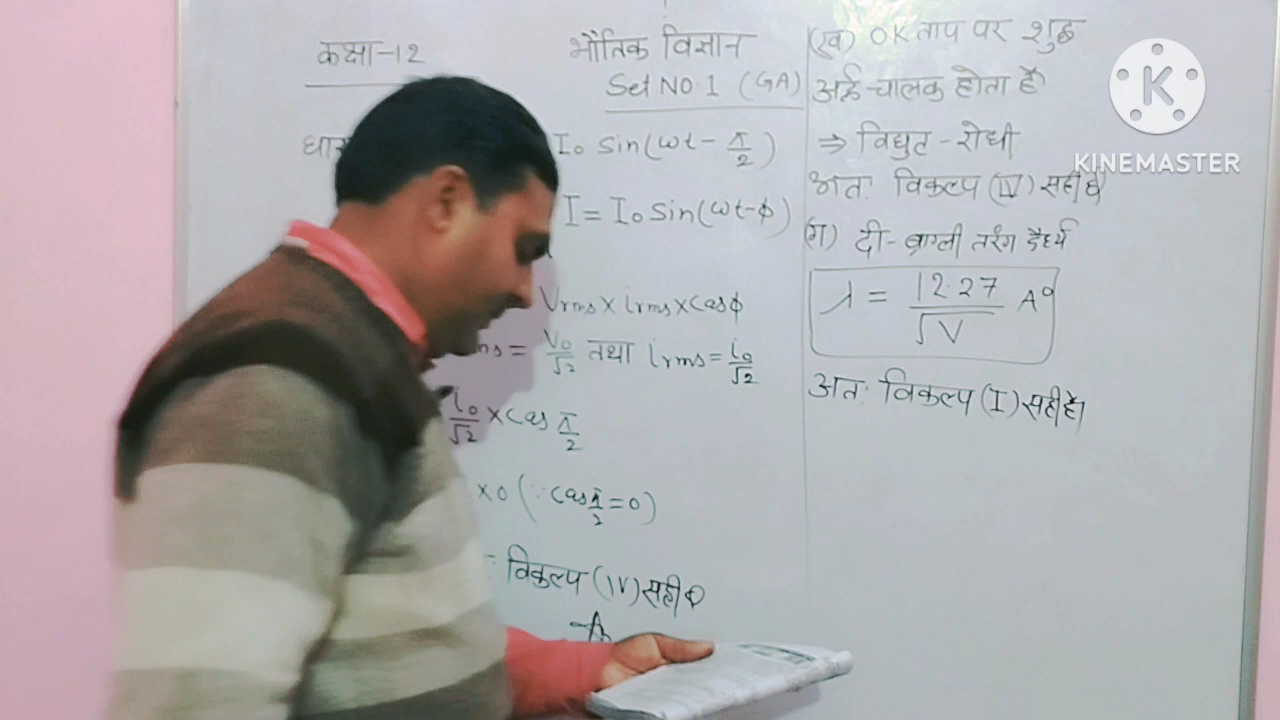 कक्षा-12
भौतिक विज्ञान
Set NO. 1 (GA)
I₀ Sin(ωt - π/2)
I = I₀ Sin(ωt-φ)
Vrms × irms × Cosφ
= V₀/√2 तथा irms = i₀/√2
i₀/√2 × Cos π/2
×0 (∵ Cos π/2 = 0)
विकल्प (IV) सही
(ख) OK ताप पर शुद्ध
अर्द्ध-चालक होता है
⇒ विद्युत-रोधी
अतः विकल्प (IV) सही है
(ग) दी-ब्राग्ली तरंग दैर्ध्य
λ = 12.27/√V A°
अतः विकल्प (I) सही है।
K
KINEMASTER